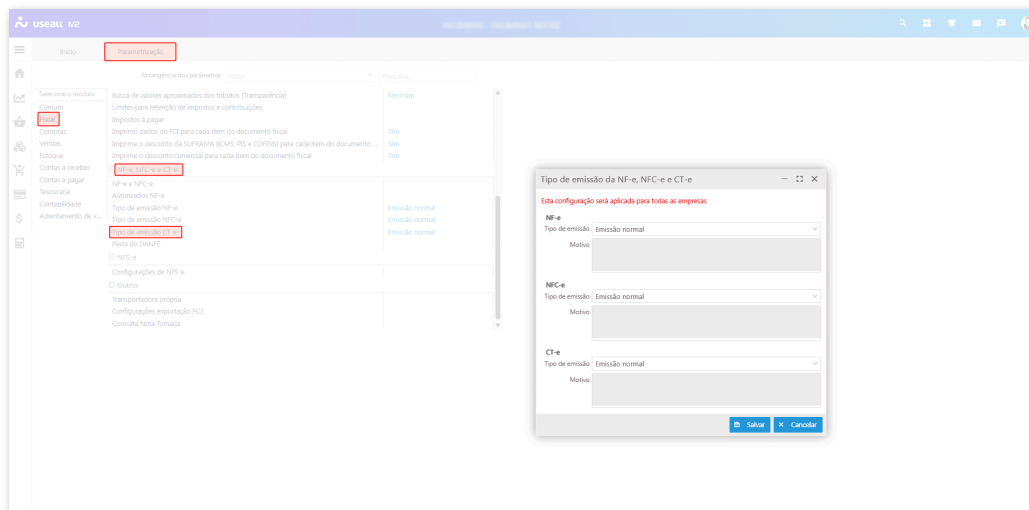 useall M2
Início
Parametrização
Abrangência dos parâmetros
Todos
Pesquisa...
Selecione o módulo
Comum
Fiscal
Compras
Vendas
Estoque
Contas a receber
Contas a pagar
Tesouraria
Contabilidade
Adientamento de v...
Busca de valores aproximados dos tributos (Transparência) Nenhum
Limites para retenção de impostos e contribuições
Impostos a pagar
Imprimir dados do FCI para cada item do documento fiscal Sim
Imprime o desconto da SUFRAMA (ICMS, PIS e COFINS) para cada item do documento ... Sim
Imprime o desconto comercial para cada item do documento fiscal Sim
NF-e, NFC-e e CT-e
NF-e a NFC-e
Autorizados NF-e
Tipo de emissão NF-e Emissão normal
Tipo de emissão NFC-e Emissão normal
Tipo de emissão CT-e Emissão normal
Pasta do DANFE
NFS-e
Configurações de NFS-e
Outros
Transportadora própria
Configurações exportação PC2
Consulta Nota Tomada
Tipo de emissão da NF-e, NFC-e e CT-e
Esta configuração será aplicada para todas as empresas
NF-e
Tipo de emissão Emissão normal
Motivo
NFC-e
Tipo de emissão Emissão normal
Motivo
CT-e
Tipo de emissão Emissão normal
Motivo
Salvar
Cancelar